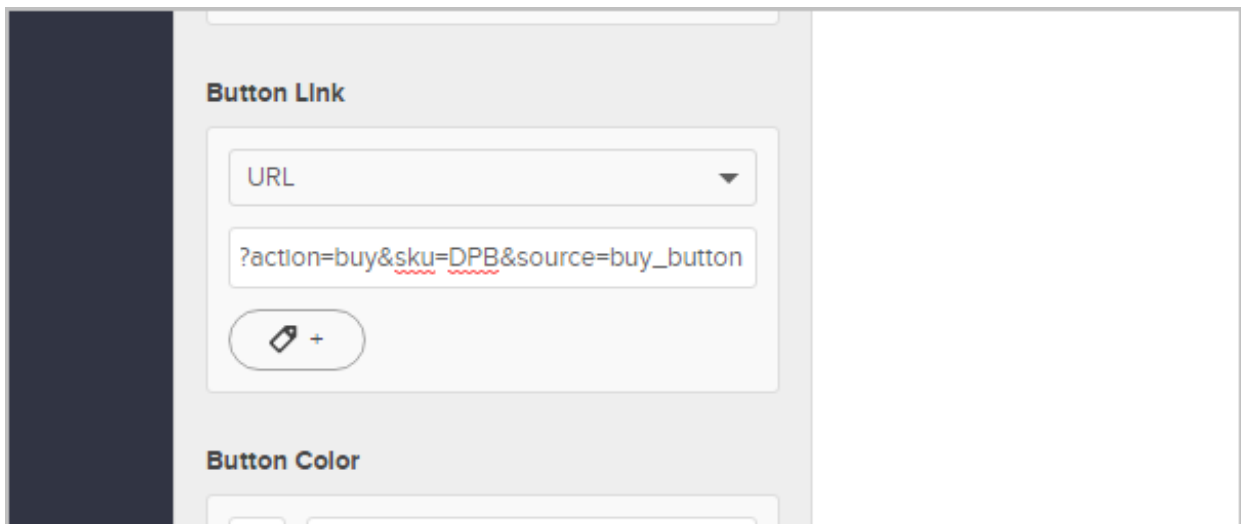 Button Link
URL
?action=buy&sku=DPB&source=buy_button
+
Button Color